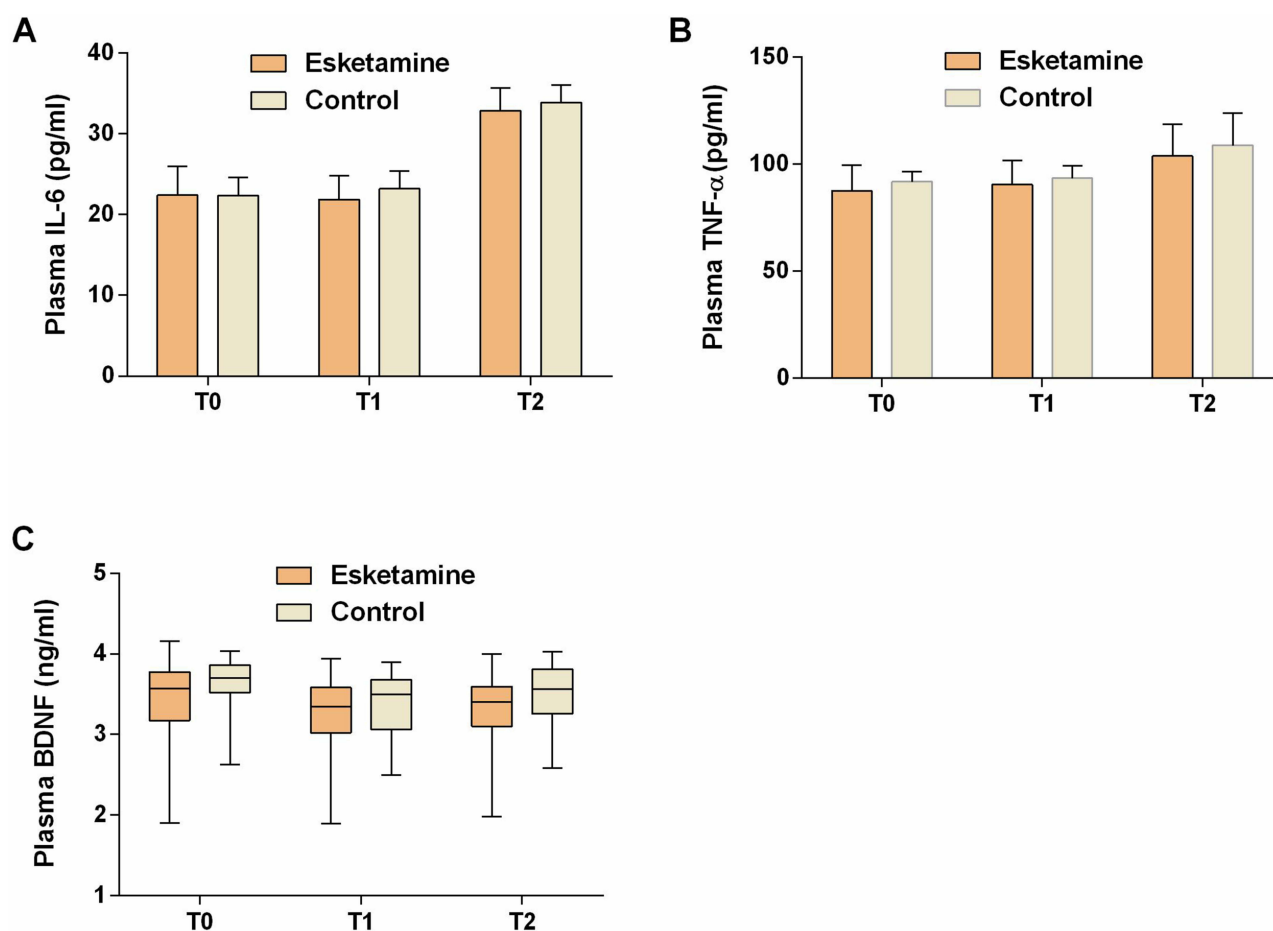 A
Plasma IL-6 (pg/ml)
40
30
20
10
0
Esketamine
Control
T0 T1 T2
B
Plasma TNF-α(pg/ml)
150
100
50
0
Esketamine
Control
T0 T1 T2
C
Plasma BDNF (ng/ml)
5
4
3
2
1
Esketamine
Control
T0 T1 T2